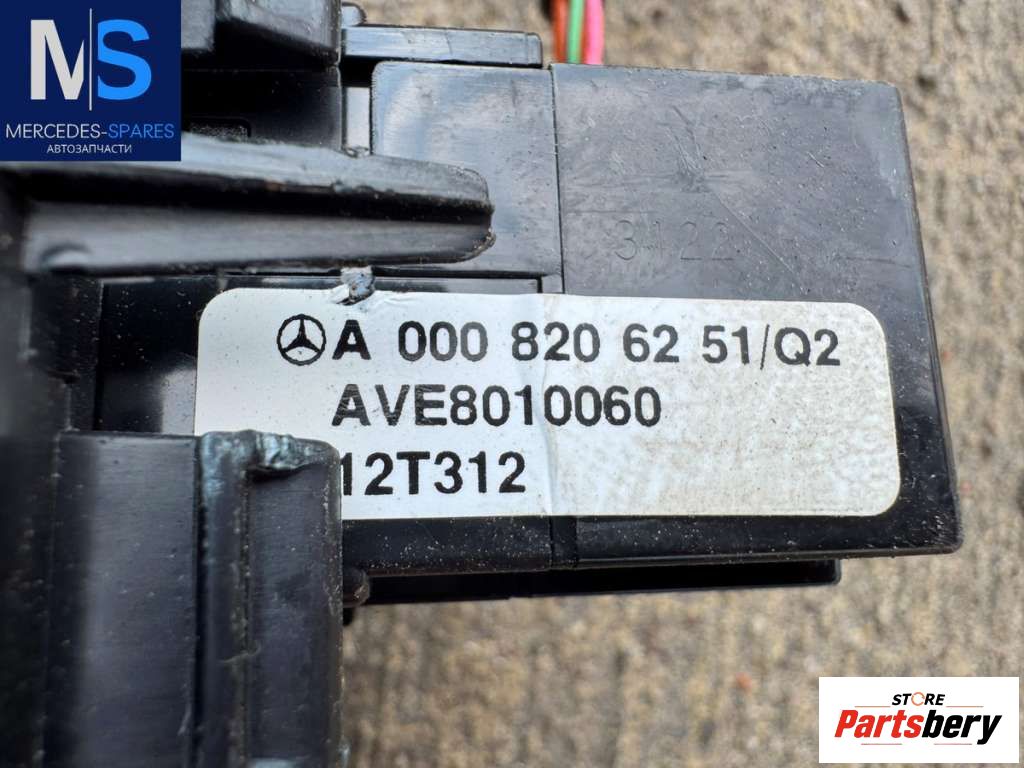 MS
MERCEDES-SPARES
АВТОЗАПЧАСТИ
3122
A 000 820 62 51/Q2
AVE8010060
12T312
STORE
Partsbery